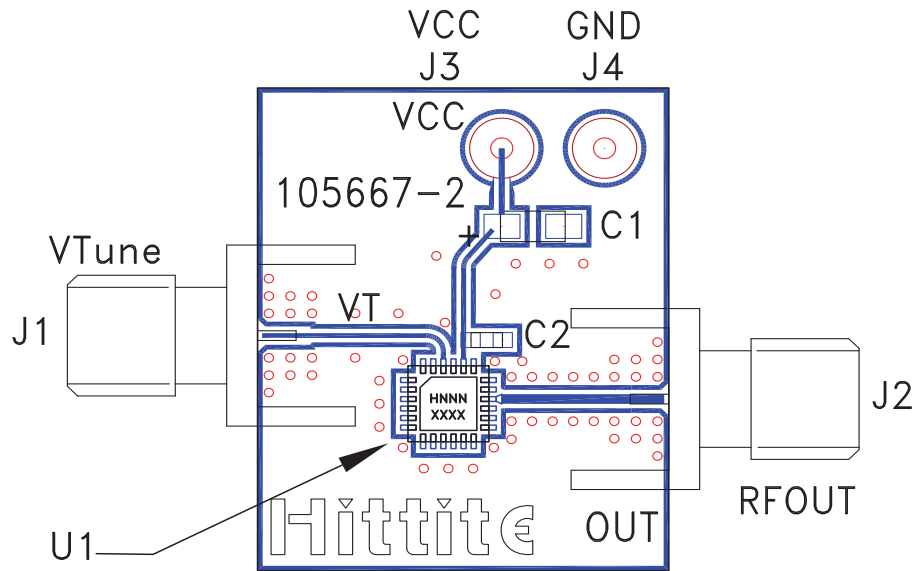 VCC
J3
GND
J4
VCC
105667-2
+
C1
VTune
J1
VT
C2
HNNN
XXXX
J2
RFOUT
OUT
Hittite
U1